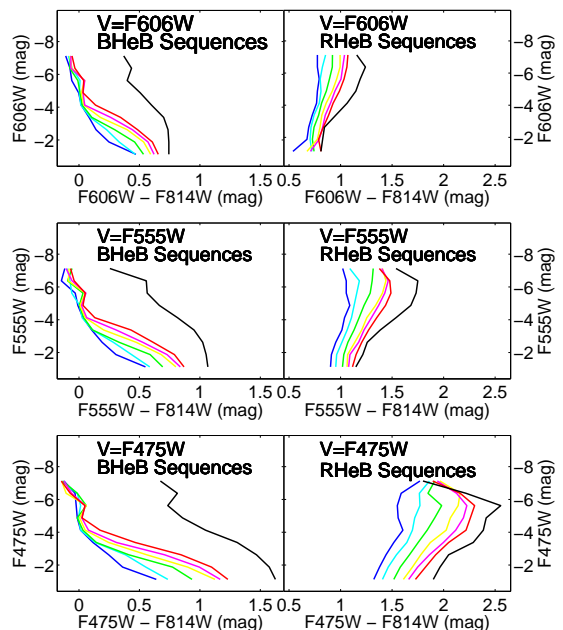 V=F606W
BHeB Sequences
V=F606W
RHeB Sequences
−8
−6
−4
−2
F606W (mag)
−8
−6
−4
−2
F606W (mag)
0 0.5 1 1.5
0.5 1 1.5 2 2.5
F606W − F814W (mag)
F606W − F814W (mag)
V=F555W
BHeB Sequences
V=F555W
RHeB Sequences
−8
−6
−4
−2
F555W (mag)
−8
−6
−4
−2
F555W (mag)
0 0.5 1 1.5
0.5 1 1.5 2 2.5
F555W − F814W (mag)
F555W − F814W (mag)
V=F475W
BHeB Sequences
V=F475W
RHeB Sequences
−8
−6
−4
−2
F475W (mag)
−8
−6
−4
−2
F475W (mag)
0 0.5 1 1.5
0.5 1 1.5 2 2.5
F475W − F814W (mag)
F475W − F814W (mag)